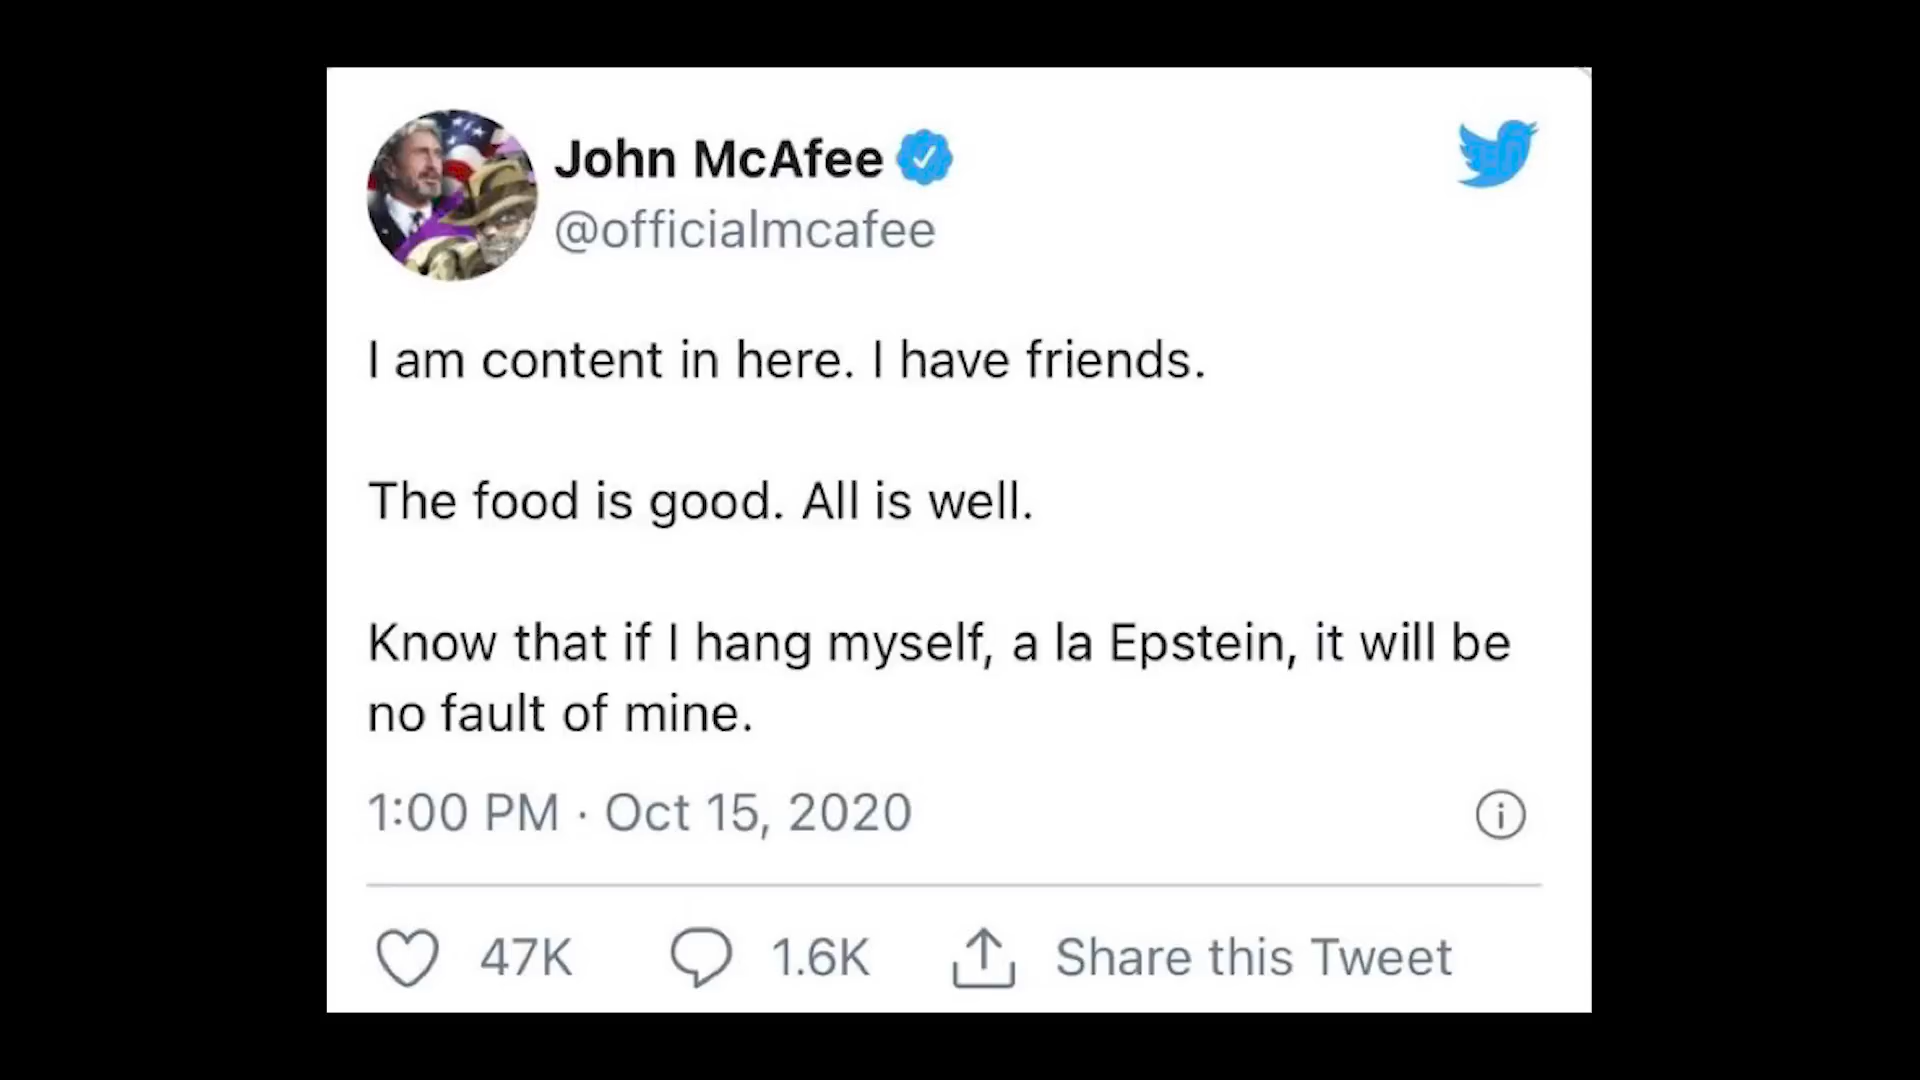 John McAfee
@officialmcafee
I am content in here. I have friends.
The food is good. All is well.
Know that if I hang myself, a la Epstein, it will be
no fault of mine.
1:00 PM · Oct 15, 2020
47K 1.6K Share this Tweet